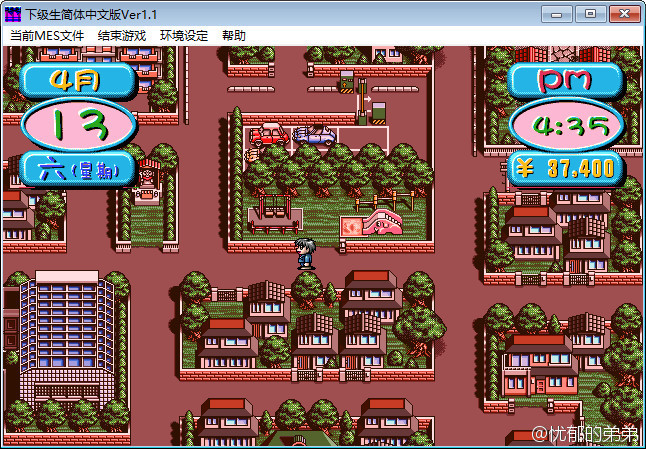 下级生简体中文版Ver1.1
当前MES文件 结束游戏 环境设定 帮助
4月
13
六(星期)
PM
4:35
¥ 37,400
@忧郁的弟弟